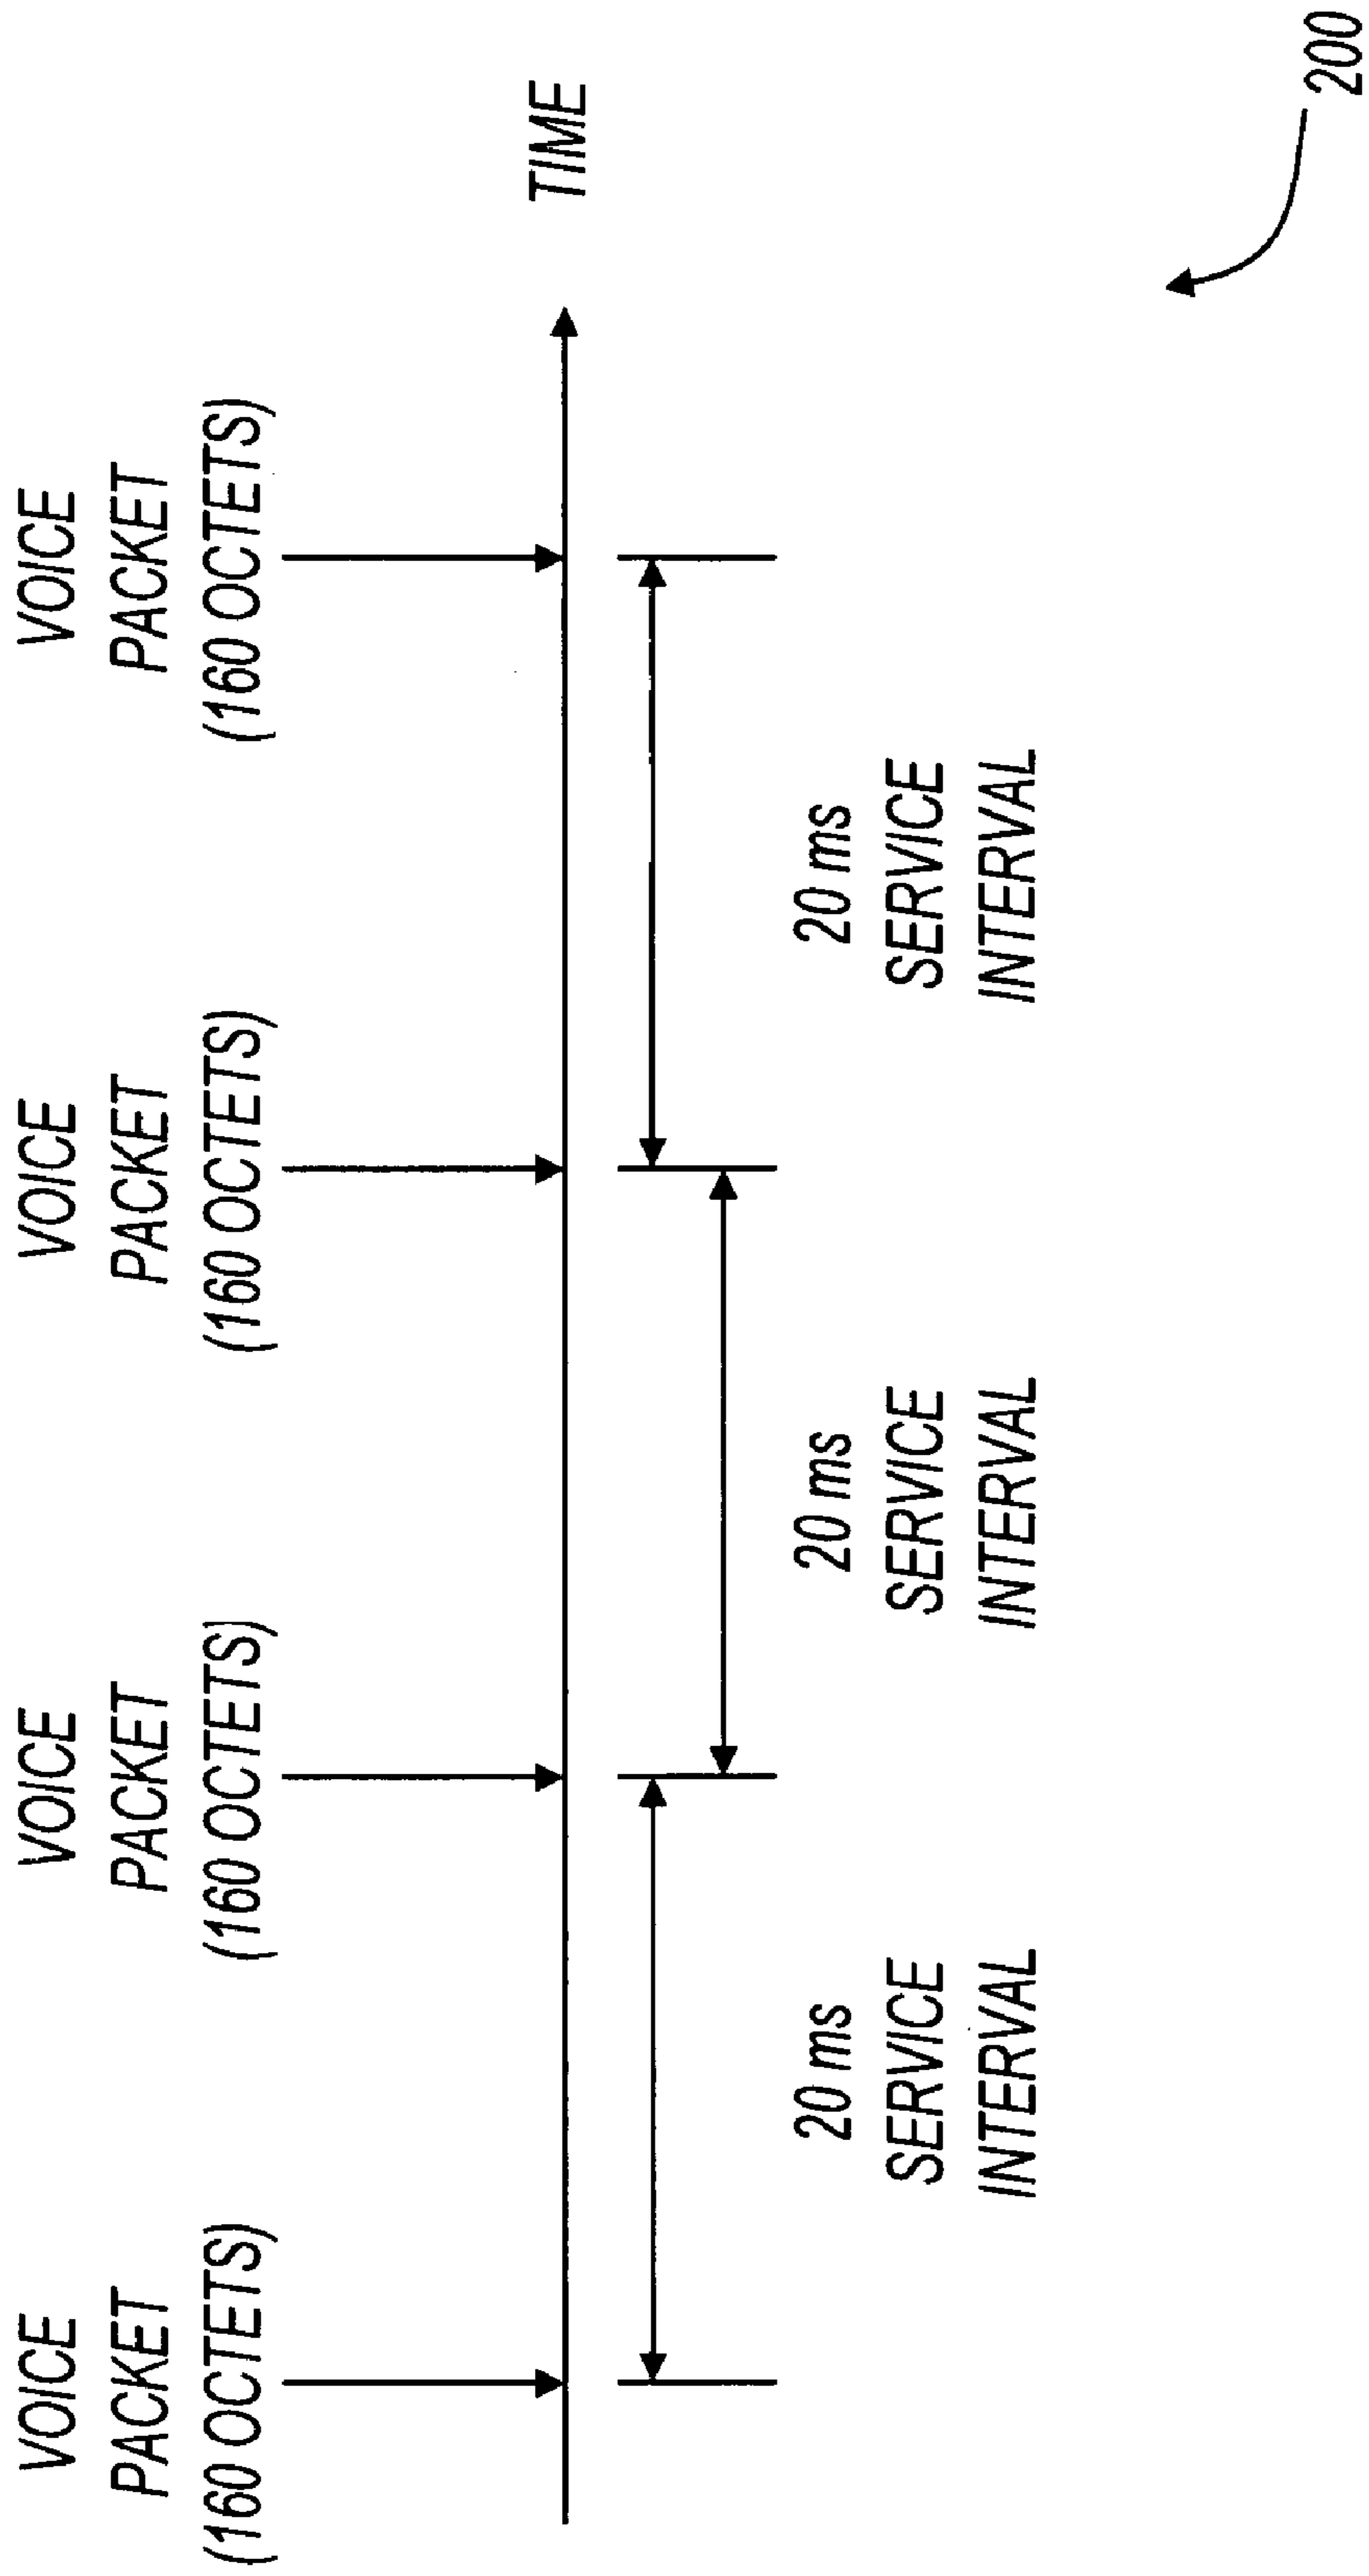 VOICE
PACKET
(160 OCTETS)
VOICE
PACKET
(160 OCTETS)
VOICE
PACKET
(160 OCTETS)
VOICE
PACKET
(160 OCTETS)
TIME
20 ms
SERVICE
INTERVAL
20 ms
SERVICE
INTERVAL
20 ms
SERVICE
INTERVAL
200